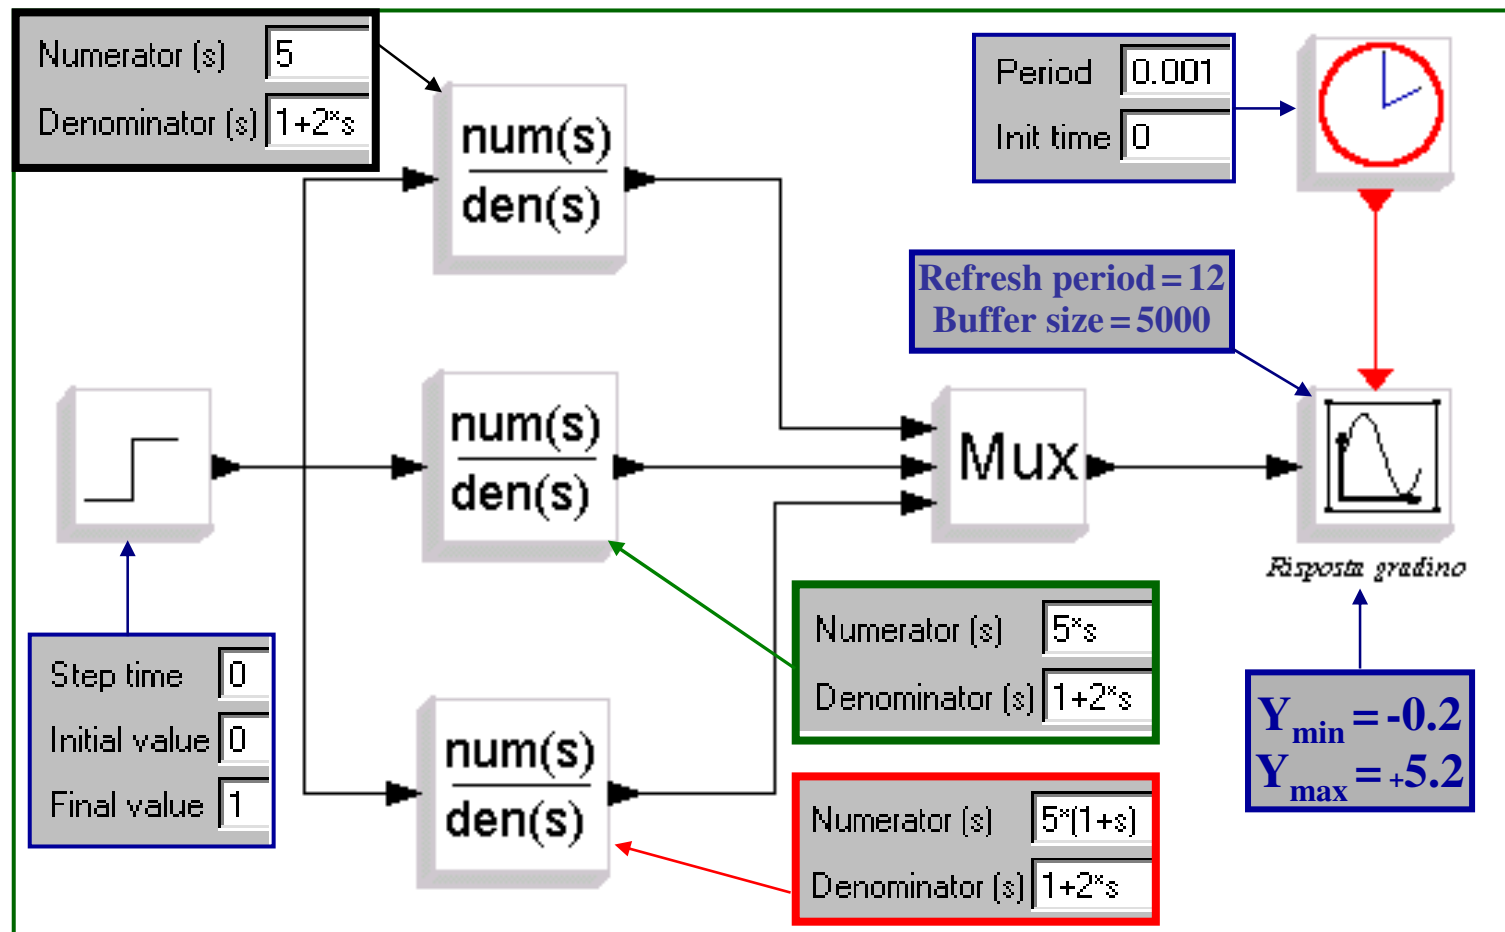 Numerator (s) 5
Denominator (s) 1+2*s
num(s)
den(s)
Period 0.001
Init time 0
Refresh period = 12
Buffer size = 5000
num(s)
den(s)
Mux
Risposta gradino
Step time 0
Initial value 0
Final value 1
num(s)
den(s)
Numerator (s) 5*s
Denominator (s) 1+2*s
Numerator (s) 5*(1+s)
Denominator (s) 1+2*s
Ymin = -0.2
Ymax = +5.2